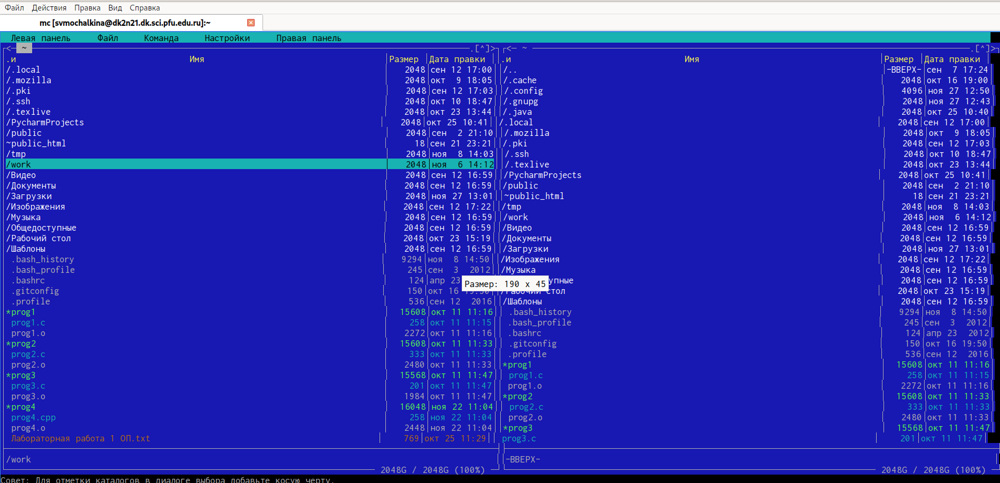 Файл Действия Правка Вид Справка
mc [svmochalkina@dk2n21.dk.sci.pfu.edu.ru]:~
Левая панель Файл Команда Настройки Правая панель
<─ ~ .[^]> <─ ~ .[^]>
.и Имя Размер Дата правки .и Имя Размер Дата правки
/.local 2048 сен 12 17:00 /.. -ВВЕРХ- сен 7 17:24
/.mozilla 2048 окт 9 18:05 /.cache 2048 окт 16 19:00
/.pki 2048 сен 12 17:03 /.config 4096 ноя 27 12:50
/.ssh 2048 окт 10 18:47 /.gnupg 2048 ноя 27 12:43
/.texlive 2048 окт 23 13:44 /.java 2048 окт 25 10:40
/PycharmProjects 2048 окт 25 10:41 /.local 2048 сен 12 17:00
/public 2048 сен 2 21:10 /.mozilla 2048 окт 9 18:05
~public_html 18 сен 21 23:21 /.pki 2048 сен 12 17:03
/tmp 2048 ноя 8 14:03 /.ssh 2048 окт 10 18:47
/work 2048 ноя 6 14:12 /.texlive 2048 окт 23 13:44
/Видео 2048 сен 12 16:59 /PycharmProjects 2048 окт 25 10:41
/Документы 2048 сен 12 16:59 /public 2048 сен 2 21:10
/Загрузки 2048 ноя 27 13:01 ~public_html 18 сен 21 23:21
/Изображения 2048 сен 12 17:22 /tmp 2048 ноя 8 14:03
/Музыка 2048 сен 12 16:59 /work 2048 ноя 6 14:12
/Общедоступные 2048 сен 12 16:59 /Видео 2048 сен 12 16:59
/Рабочий стол 2048 окт 23 15:19 /Документы 2048 сен 12 16:59
/Шаблоны 2048 сен 12 16:59 /Загрузки 2048 ноя 27 13:01
.bash_history 9294 ноя 8 14:50 /Изображения 2048 сен 12 17:22
.bash_profile 245 сен 3 2012 /Музыка 2048 сен 12 16:59
.bashrc 124 апр 23 упные 2048 сен 12 16:59
Размер: 190 x 45
.gitconfig 150 окт 16 19:50 /Рабочий стол 2048 окт 23 15:19
.profile 536 сен 12 2016 /Шаблоны 2048 сен 12 16:59
*prog1 15608 окт 11 11:16 .bash_history 9294 ноя 8 14:50
prog1.c 258 окт 11 11:15 .bash_profile 245 сен 3 2012
prog1.o 2272 окт 11 11:16 .bashrc 124 апр 23 2012
*prog2 15608 окт 11 11:33 .gitconfig 150 окт 16 19:50
prog2.c 333 окт 11 11:33 .profile 536 сен 12 2016
prog2.o 2480 окт 11 11:33 *prog1 15608 окт 11 11:16
*prog3 15568 окт 11 11:47 prog1.c 258 окт 11 11:15
prog3.c 201 окт 11 11:47 prog1.o 2272 окт 11 11:16
prog3.o 1984 окт 11 11:47 *prog2 15608 окт 11 11:33
*prog4 16048 ноя 22 11:04 prog2.c 333 окт 11 11:33
prog4.cpp 258 ноя 22 11:04 prog2.o 2480 окт 11 11:33
prog4.o 2448 ноя 22 11:04 *prog3 15568 окт 11 11:47
Лабораторная работа 1 ОП.txt 769 окт 25 11:29 prog3.c 201 окт 11 11:47
/work -ВВЕРХ-
2048G / 2048G (100%) 2048G / 2048G (100%)
Совет: Для отметки каталогов в диалоге выбора добавьте косую черту.